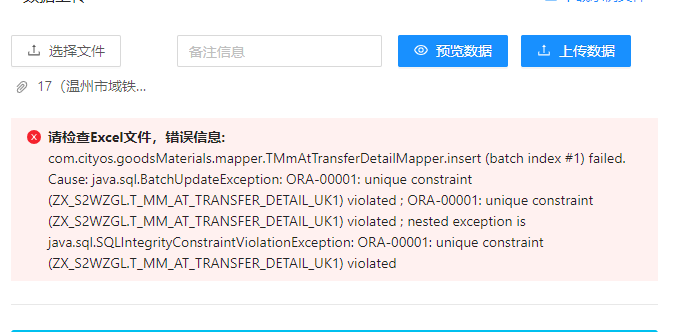 选择文件
备注信息
预览数据
上传数据
17（温州市域铁...
请检查Excel文件，错误信息:
com.cityos.goodsMaterials.mapper.TMmAtTransferDetailMapper.insert (batch index #1) failed.
Cause: java.sql.BatchUpdateException: ORA-00001: unique constraint
(ZX_S2WZGL.T_MM_AT_TRANSFER_DETAIL_UK1) violated ; ORA-00001: unique constraint
(ZX_S2WZGL.T_MM_AT_TRANSFER_DETAIL_UK1) violated ; nested exception is
java.sql.SQLIntegrityConstraintViolationException: ORA-00001: unique constraint
(ZX_S2WZGL.T_MM_AT_TRANSFER_DETAIL_UK1) violated